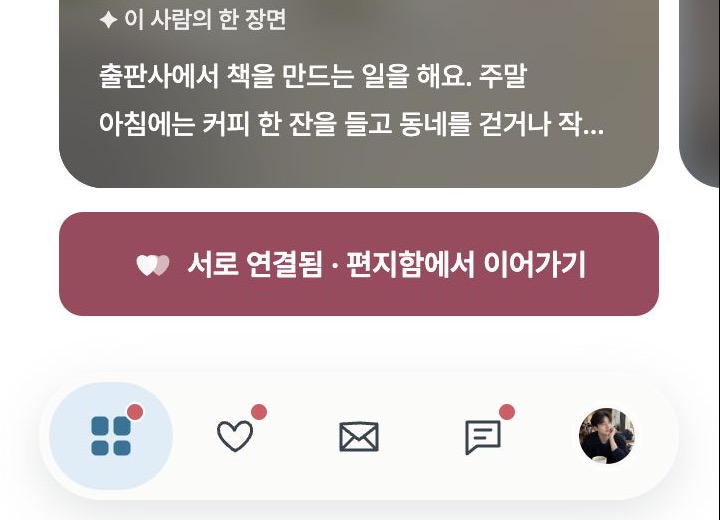 ✦ 이 사람의 한 장면
출판사에서 책을 만드는 일을 해요. 주말
아침에는 커피 한 잔을 들고 동네를 걷거나 작...
서로 연결됨 · 편지함에서 이어가기